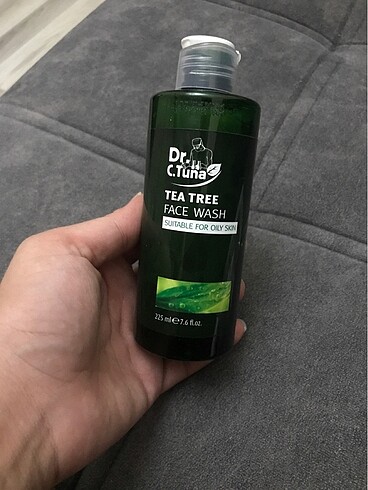 Dr.
C.Tuna
TEA TREE
FACE WASH
SUITABLE FOR OILY SKIN
225 ml ℮ 7.6 fl.oz.